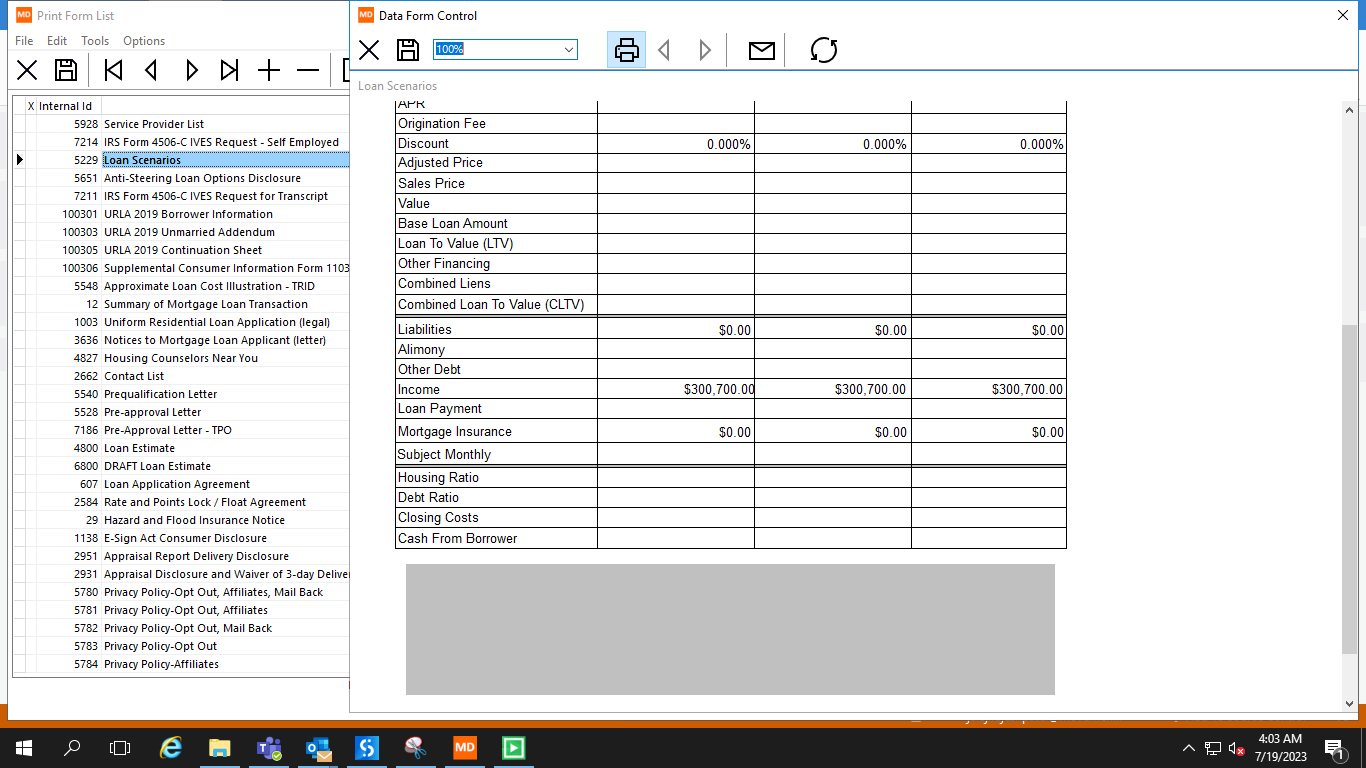 MD Print Form List
File Edit Tools Options
X Internal Id
5928 Service Provider List
7214 IRS Form 4506-C IVES Request - Self Employed
5229 Loan Scenarios
5651 Anti-Steering Loan Options Disclosure
7211 IRS Form 4506-C IVES Request for Transcript
100301 URLA 2019 Borrower Information
100303 URLA 2019 Unmarried Addendum
100305 URLA 2019 Continuation Sheet
100306 Supplemental Consumer Information Form 1103
5548 Approximate Loan Cost Illustration - TRID
12 Summary of Mortgage Loan Transaction
1003 Uniform Residential Loan Application (legal)
3636 Notices to Mortgage Loan Applicant (letter)
4827 Housing Counselors Near You
2662 Contact List
5540 Prequalification Letter
5528 Pre-approval Letter
7186 Pre-Approval Letter - TPO
4800 Loan Estimate
6800 DRAFT Loan Estimate
607 Loan Application Agreement
2584 Rate and Points Lock / Float Agreement
29 Hazard and Flood Insurance Notice
1138 E-Sign Act Consumer Disclosure
2951 Appraisal Report Delivery Disclosure
2931 Appraisal Disclosure and Waiver of 3-day Delive
5780 Privacy Policy-Opt Out, Affiliates, Mail Back
5781 Privacy Policy-Opt Out, Affiliates
5782 Privacy Policy-Opt Out, Mail Back
5783 Privacy Policy-Opt Out
5784 Privacy Policy-Affiliates
MD Data Form Control
100%
Loan Scenarios
APR
Origination Fee
Discount 0.000% 0.000% 0.000%
Adjusted Price
Sales Price
Value
Base Loan Amount
Loan To Value (LTV)
Other Financing
Combined Liens
Combined Loan To Value (CLTV)
Liabilities $0.00 $0.00 $0.00
Alimony
Other Debt
Income $300,700.00 $300,700.00 $300,700.00
Loan Payment
Mortgage Insurance $0.00 $0.00 $0.00
Subject Monthly
Housing Ratio
Debt Ratio
Closing Costs
Cash From Borrower
MD
4:03 AM
7/19/2023
1